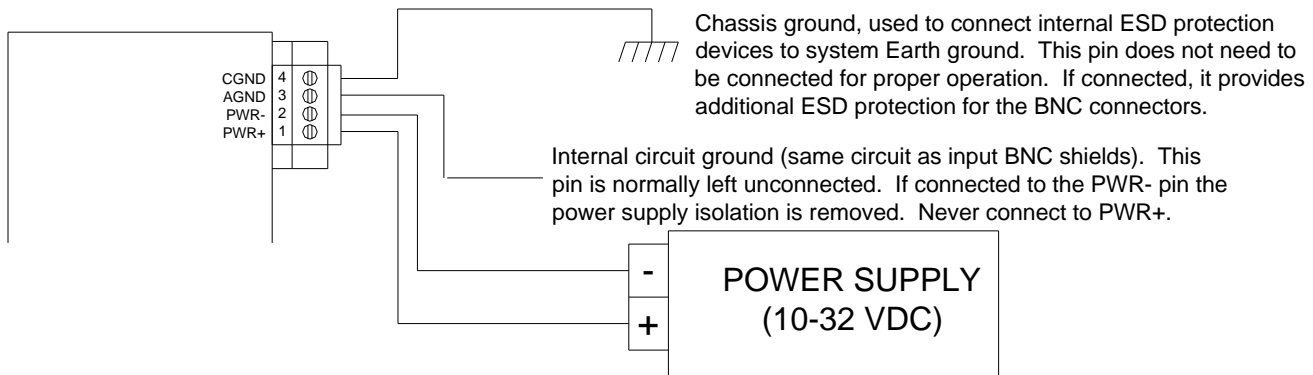 Chassis ground, used to connect internal ESD protection
devices to system Earth ground.  This pin does not need to
be connected for proper operation.  If connected, it provides
additional ESD protection for the BNC connectors.
CGND 4
AGND 3
PWR- 2
PWR+ 1
Internal circuit ground (same circuit as input BNC shields).  This
pin is normally left unconnected.  If connected to the PWR- pin the
power supply isolation is removed.  Never connect to PWR+.
-
+
POWER SUPPLY
(10-32 VDC)